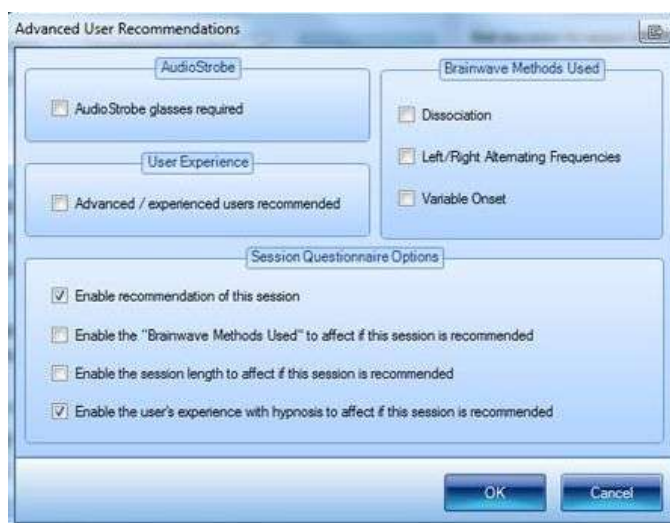 Advanced User Recommendations
AudioStrobe
AudioStrobe glasses required
User Experience
Advanced / experienced users recommended
Brainwave Methods Used
Dissociation
Left/Right Alternating Frequencies
Variable Onset
Session Questionnaire Options
Enable recommendation of this session
Enable the "Brainwave Methods Used" to affect if this session is recommended
Enable the session length to affect if this session is recommended
Enable the user's experience with hypnosis to affect if this session is recommended
OK
Cancel